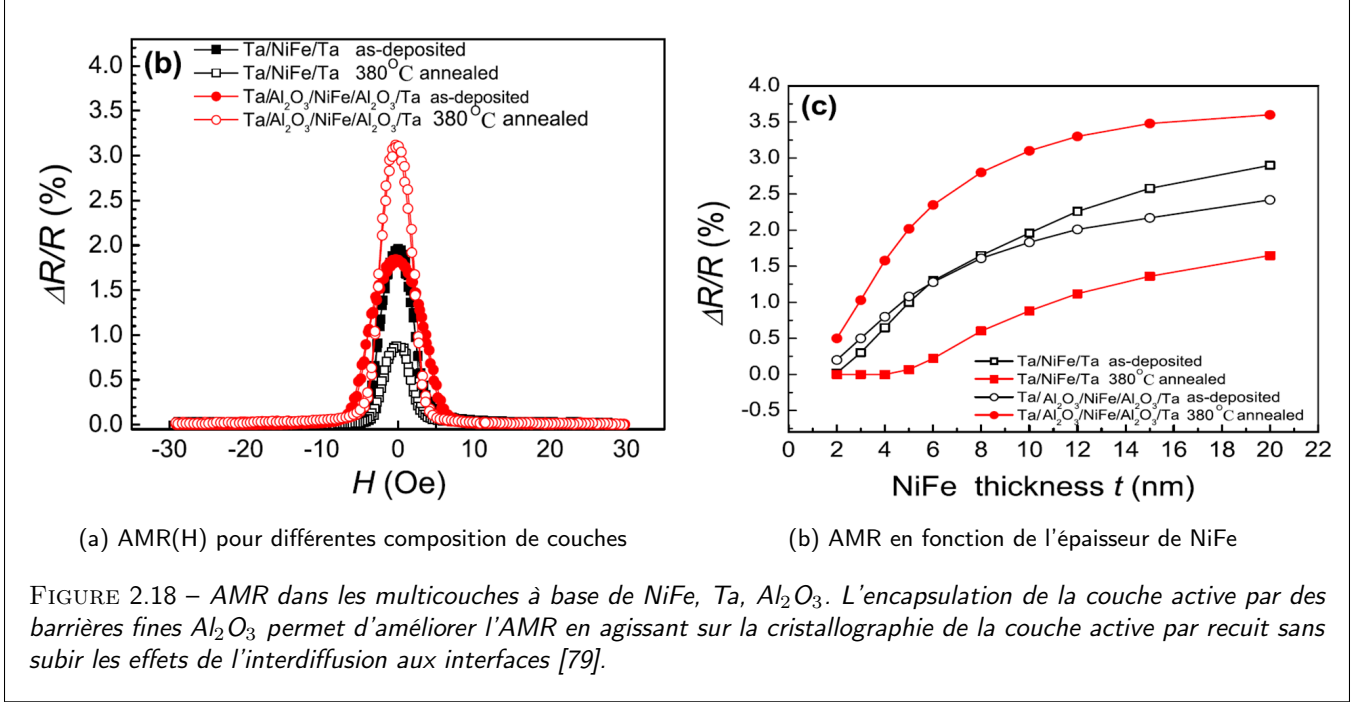 (b)
Ta/NiFe/Ta as-deposited
Ta/NiFe/Ta 380°C annealed
Ta/Al₂O₃/NiFe/Al₂O₃/Ta as-deposited
Ta/Al₂O₃/NiFe/Al₂O₃/Ta 380°C annealed
4.0
3.5
3.0
2.5
2.0
1.5
1.0
0.5
0.0
ΔR/R (%)
-30 -20 -10 0 10 20 30
H (Oe)
(a) AMR(H) pour différentes composition de couches
(c)
4.0
3.5
3.0
2.5
2.0
1.5
1.0
0.5
0.0
-0.5
ΔR/R (%)
Ta/NiFe/Ta as-deposited
Ta/NiFe/Ta 380°C annealed
Ta/Al₂O₃/NiFe/Al₂O₃/Ta as-deposited
Ta/Al₂O₃/NiFe/Al₂O₃/Ta 380°C annealed
0 2 4 6 8 10 12 14 16 18 20 22
NiFe thickness t (nm)
(b) AMR en fonction de l'épaisseur de NiFe
FIGURE 2.18 – AMR dans les multicouches à base de NiFe, Ta, Al₂O₃. L'encapsulation de la couche active par des
barrières fines Al₂O₃ permet d'améliorer l'AMR en agissant sur la cristallographie de la couche active par recuit sans
subir les effets de l'interdiffusion aux interfaces [79].